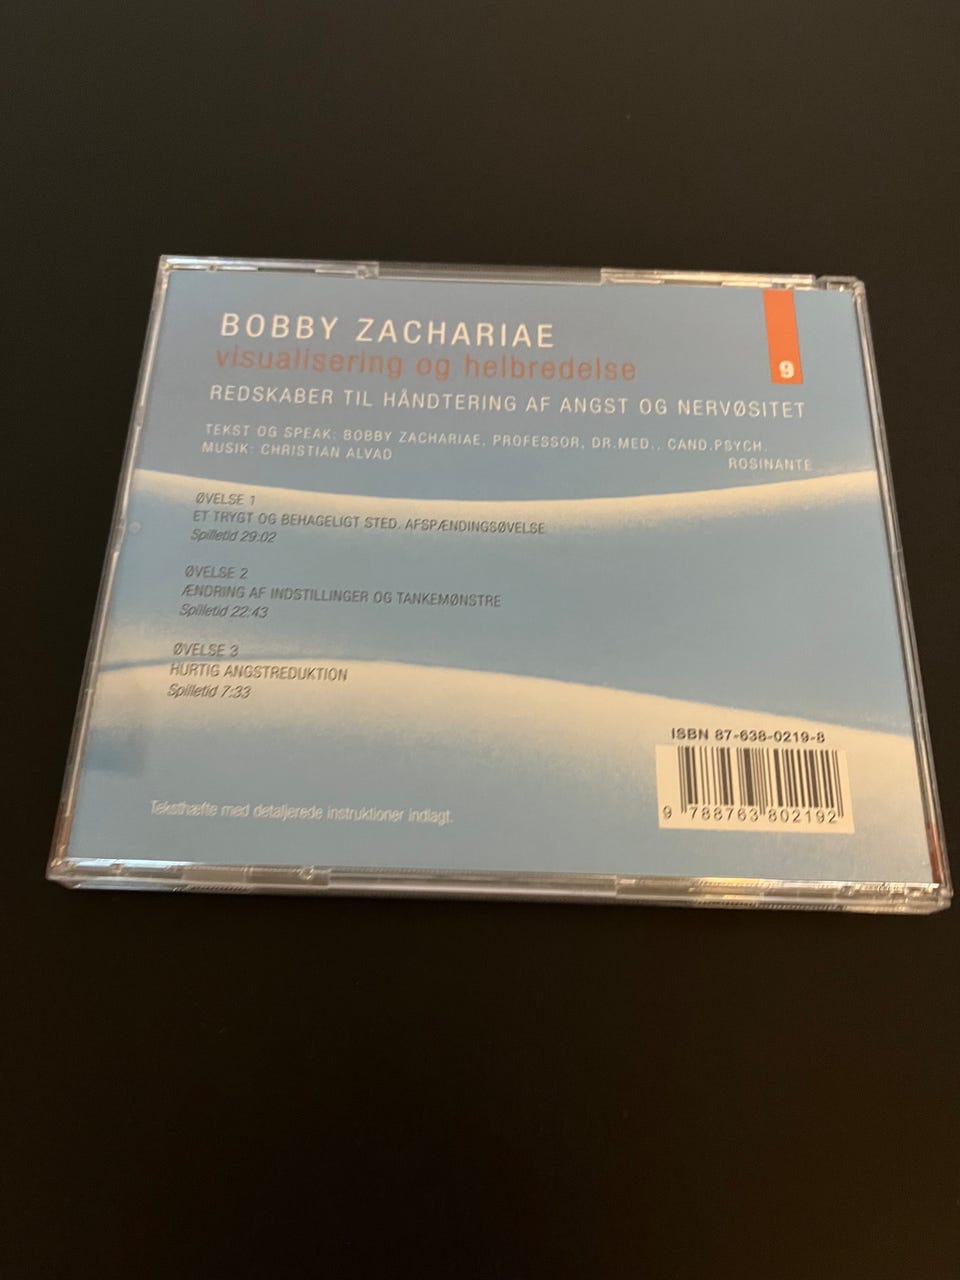 BOBBY ZACHARIAE
9
visualisering og helbredelse
REDSKABER TIL HÅNDTERING AF ANGST OG NERVØSITET
TEKST OG SPEAK: BOBBY ZACHARIAE, PROFESSOR, DR.MED., CAND.PSYCH.
MUSIK: CHRISTIAN ALVAD
ROSINANTE
ØVELSE 1
ET TRYGT OG BEHAGELIGT STED. AFSPÆNDINGSØVELSE
Spilletid 29:02
ØVELSE 2
ÆNDRING AF INDSTILLINGER OG TANKEMØNSTRE
Spilletid 22:43
ØVELSE 3
HURTIG ANGSTREDUKTION
Spilletid 7:33
ISBN 87-638-0219-8
9 788763 802192
Teksthæfte med detaljerede instruktioner indlagt.